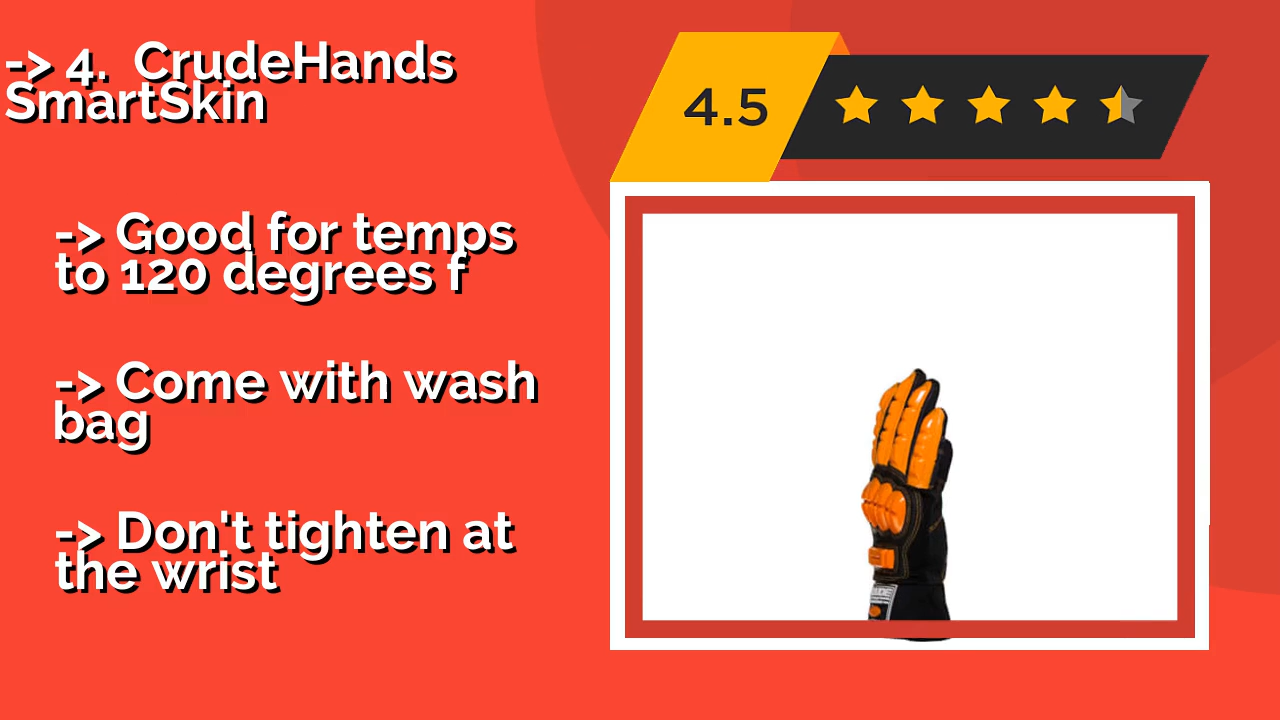 -> 4.  CrudeHands
SmartSkin
4.5
-> Good for temps
to 120 degrees f
-> Come with wash
bag
-> Don't tighten at
the wrist